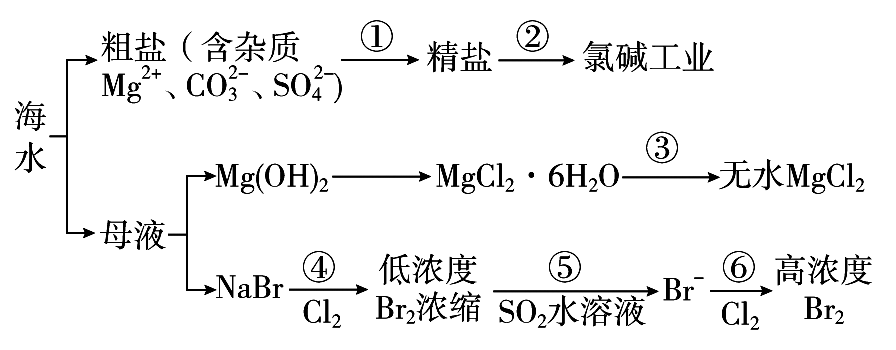 粗盐（含杂质 ① 精盐 ② 氯碱工业
Mg²⁺、CO₃²⁻、SO₄²⁻)
海水
③
Mg(OH)₂ MgCl₂·6H₂O 无水MgCl₂
母液
NaBr ④ Cl₂ 低浓度 Br₂浓缩 ⑤ SO₂水溶液 Br⁻ ⑥ Cl₂ 高浓度 Br₂